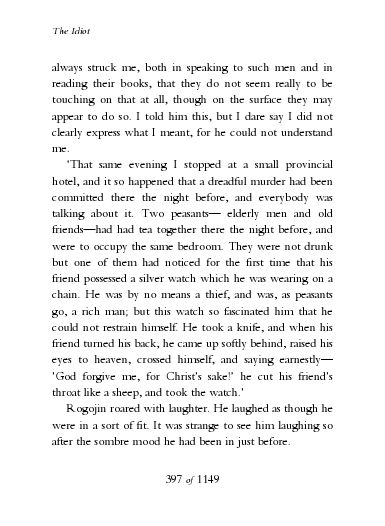 The Idiot
always struck me, both in speaking to such men and in
reading their books, that they do not seem really to be
touching on that at all, though on the surface they may
appear to do so. I told him this, but I dare say I did not
clearly express what I meant, for he could not understand
me.
'That same evening I stopped at a small provincial
hotel, and it so happened that a dreadful murder had been
committed there the night before, and everybody was
talking about it. Two peasants— elderly men and old
friends—had had tea together there the night before, and
were to occupy the same bedroom. They were not drunk
but one of them had noticed for the first time that his
friend possessed a silver watch which he was wearing on a
chain. He was by no means a thief, and was, as peasants
go, a rich man; but this watch so fascinated him that he
could not restrain himself. He took a knife, and when his
friend turned his back, he came up softly behind, raised his
eyes to heaven, crossed himself, and saying earnestly—
'God forgive me, for Christ's sake!' he cut his friend's
throat like a sheep, and took the watch.'
Rogojin roared with laughter. He laughed as though he
were in a sort of fit. It was strange to see him laughing so
after the sombre mood he had been in just before.
397 of 1149